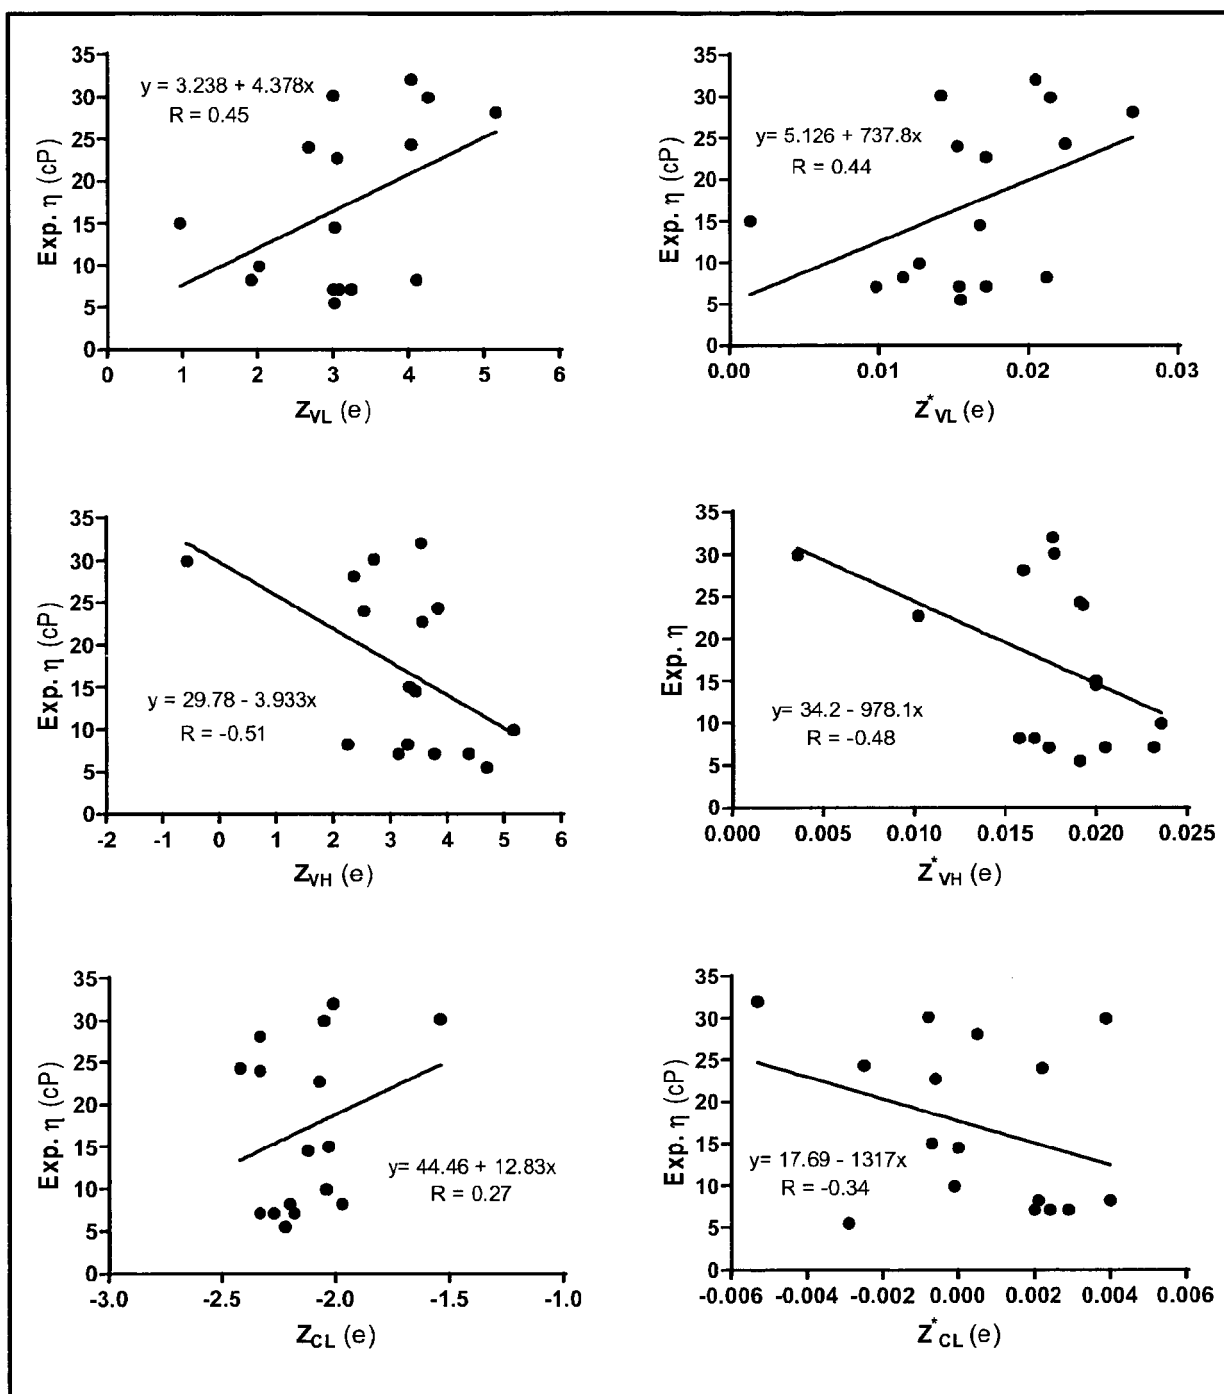 35
30
25
20
15
10
5
0
Exp. η (cP)
y = 3.238 + 4.378x
R = 0.45
0 1 2 3 4 5 6
Z_VL (e)
35
30
25
20
15
10
5
0
Exp. η (cP)
y= 5.126 + 737.8x
R = 0.44
0.00 0.01 0.02 0.03
Z*_VL (e)
35
30
25
20
15
10
5
0
Exp. η (cP)
y = 29.78 - 3.933x
R = -0.51
-2 -1 0 1 2 3 4 5 6
Z_VH (e)
35
30
25
20
15
10
5
0
Exp. η
y= 34.2 - 978.1x
R = -0.48
0.000 0.005 0.010 0.015 0.020 0.025
Z*_VH (e)
35
30
25
20
15
10
5
0
Exp. η (cP)
y= 44.46 + 12.83x
R = 0.27
-3.0 -2.5 -2.0 -1.5 -1.0
Z_CL (e)
35
30
25
20
15
10
5
0
Exp. η (cP)
y= 17.69 - 1317x
R = -0.34
-0.006 -0.004 -0.002 0.000 0.002 0.004 0.006
Z*_CL (e)